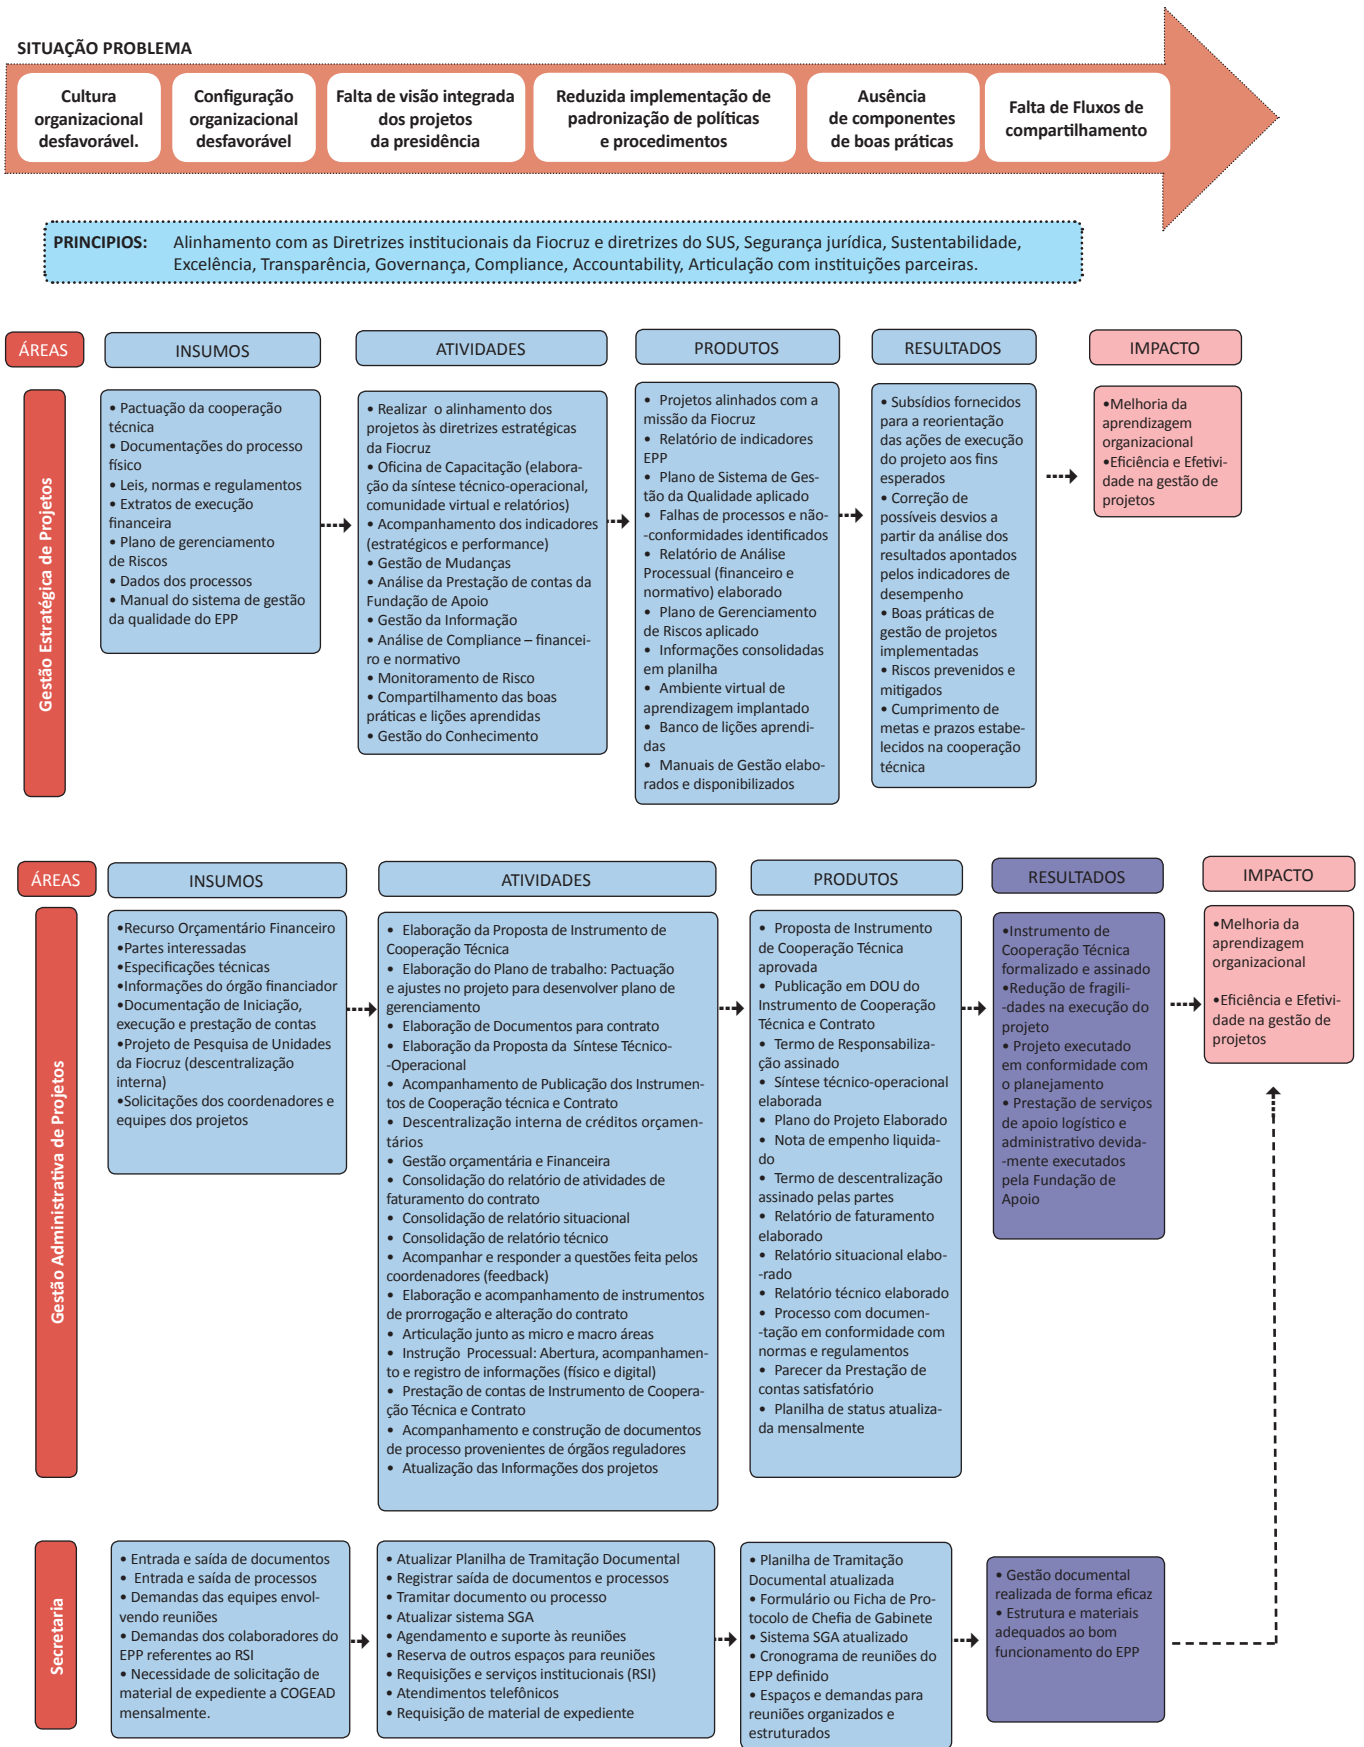 SITUAÇÃO PROBLEMA
Cultura
organizacional
desfavorável.
Configuração
organizacional
desfavorável
Falta de visão integrada
dos projetos
da presidência
Reduzida implementação de
padronização de políticas
e procedimentos
Ausência
de componentes
de boas práticas
Falta de Fluxos de
compartilhamento
PRINCIPIOS: Alinhamento com as Diretrizes institucionais da Fiocruz e diretrizes do SUS, Segurança jurídica, Sustentabilidade,
Excelência, Transparência, Governança, Compliance, Accountability, Articulação com instituições parceiras.
ÁREAS
INSUMOS
ATIVIDADES
PRODUTOS
RESULTADOS
IMPACTO
Gestão Estratégica de Projetos
• Pactuação da cooperação
técnica
• Documentações do processo
físico
• Leis, normas e regulamentos
• Extratos de execução
financeira
• Plano de gerenciamento
de Riscos
• Dados dos processos
• Manual do sistema de gestão
da qualidade do EPP
• Realizar o alinhamento dos
projetos às diretrizes estratégicas
da Fiocruz
• Oficina de Capacitação (elabora-
ção da síntese técnico-operacional,
comunidade virtual e relatórios)
• Acompanhamento dos indicadores
(estratégicos e performance)
• Gestão de Mudanças
• Análise da Prestação de contas da
Fundação de Apoio
• Gestão da Informação
• Análise de Compliance – financei-
ro e normativo
• Monitoramento de Risco
• Compartilhamento das boas
práticas e lições aprendidas
• Gestão do Conhecimento
• Projetos alinhados com a
missão da Fiocruz
• Relatório de indicadores
EPP
• Plano de Sistema de Ges-
tão da Qualidade aplicado
• Falhas de processos e não-
-conformidades identificados
• Relatório de Análise
Processual (financeiro e
normativo) elaborado
• Plano de Gerenciamento
de Riscos aplicado
• Informações consolidadas
em planilha
• Ambiente virtual de
aprendizagem implantado
• Banco de lições aprendi-
das
• Manuais de Gestão elabo-
rados e disponibilizados
• Subsídios fornecidos
para a reorientação
das ações de execução
do projeto aos fins
esperados
• Correção de
possíveis desvios a
partir da análise dos
resultados apontados
pelos indicadores de
desempenho
• Boas práticas de
gestão de projetos
implementadas
• Riscos prevenidos e
mitigados
• Cumprimento de
metas e prazos estabe-
lecidos na cooperação
técnica
•Melhoria da
aprendizagem
organizacional
•Eficiência e Efetivi-
dade na gestão de
projetos
ÁREAS
INSUMOS
ATIVIDADES
PRODUTOS
RESULTADOS
IMPACTO
Gestão Administrativa de Projetos
•Recurso Orçamentário Financeiro
•Partes interessadas
•Especificações técnicas
•Informações do órgão financiador
•Documentação de Iniciação,
execução e prestação de contas
•Projeto de Pesquisa de Unidades
da Fiocruz (descentralização
interna)
•Solicitações dos coordenadores e
equipes dos projetos
• Elaboração da Proposta de Instrumento de
Cooperação Técnica
• Elaboração do Plano de trabalho: Pactuação
e ajustes no projeto para desenvolver plano de
gerenciamento
• Elaboração de Documentos para contrato
• Elaboração da Proposta da Síntese Técnico-
-Operacional
• Acompanhamento de Publicação dos Instrumen-
tos de Cooperação técnica e Contrato
• Descentralização interna de créditos orçamen-
tários
• Gestão orçamentária e Financeira
• Consolidação do relatório de atividades de
faturamento do contrato
• Consolidação de relatório situacional
• Consolidação de relatório técnico
• Acompanhar e responder a questões feita pelos
coordenadores (feedback)
• Elaboração e acompanhamento de instrumentos
de prorrogação e alteração do contrato
• Articulação junto as micro e macro áreas
• Instrução Processual: Abertura, acompanhamen-
to e registro de informações (físico e digital)
• Prestação de contas de Instrumento de Coopera-
ção Técnica e Contrato
• Acompanhamento e construção de documentos
de processo provenientes de órgãos reguladores
• Atualização das Informações dos projetos
• Proposta de Instrumento
de Cooperação Técnica
aprovada
• Publicação em DOU do
Instrumento de Cooperação
Técnica e Contrato
• Termo de Responsabiliza-
ção assinado
• Síntese técnico-operacional
elaborada
• Plano do Projeto Elaborado
• Nota de empenho liquida-
do
• Termo de descentralização
assinado pelas partes
• Relatório de faturamento
elaborado
• Relatório situacional elabo-
-rado
• Relatório técnico elaborado
• Processo com documen-
-tação em conformidade com
normas e regulamentos
• Parecer da Prestação de
contas satisfatório
• Planilha de status atualiza-
da mensalmente
•Instrumento de
Cooperação Técnica
formalizado e assinado
•Redução de fragili-
-dades na execução do
projeto
• Projeto executado
em conformidade com
o planejamento
• Prestação de serviços
de apoio logístico e
administrativo devida-
-mente executados
pela Fundação de
Apoio
•Melhoria da
aprendizagem
organizacional
•Eficiência e Efetivi-
dade na gestão de
projetos
Secretaria
• Entrada e saída de documentos
• Entrada e saída de processos
• Demandas das equipes envol-
vendo reuniões
• Demandas dos colaboradores do
EPP referentes ao RSI
• Necessidade de solicitação de
material de expediente a COGEAD
mensalmente.
• Atualizar Planilha de Tramitação Documental
• Registrar saída de documentos e processos
• Tramitar documento ou processo
• Atualizar sistema SGA
• Agendamento e suporte às reuniões
• Reserva de outros espaços para reuniões
• Requisições e serviços institucionais (RSI)
• Atendimentos telefônicos
• Requisição de material de expediente
• Planilha de Tramitação
Documental atualizada
• Formulário ou Ficha de Pro-
tocolo de Chefia de Gabinete
• Sistema SGA atualizado
• Cronograma de reuniões do
EPP definido
• Espaços e demandas para
reuniões organizados e
estruturados
• Gestão documental
realizada de forma eficaz
• Estrutura e materiais
adequados ao bom
funcionamento do EPP